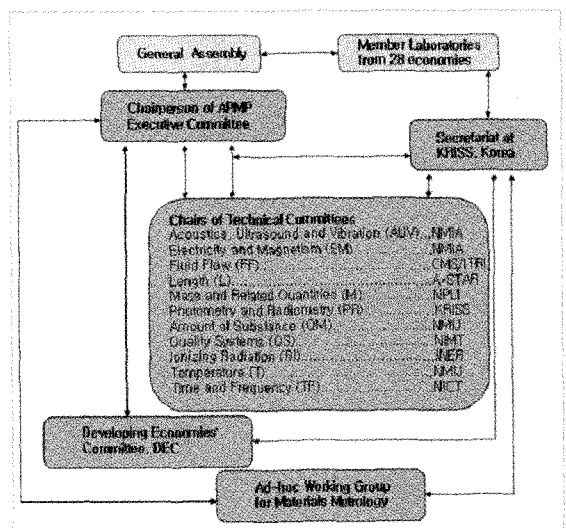 General Assembly
Member Laboratories
from 28 economies
Chairperson of APMP
Executive Committee
Secretariat at
KRISS, Korea
Chairs of Technical Committees
Acoustics, Ultrasound and Vibration (AUV)...NMIA
Electricity and Magnetism (EM)...NMIA
Fluid Flow (FF)...CMS/ITRI
Length (L)...A-STAR
Mass and Related Quantities (M)...NPLI
Photometry and Radiometry (PR)...KRISS
Amount of Substance (QM)...NMIJ
Quality Systems (QS)...NIMT
Ionizing Radiation (RI)...INER
Temperature (T)...NMIJ
Time and Frequency (TF)...NICT
Developing Economies'
Committee, DEC
Ad-hoc Working Group
for Materials Metrology